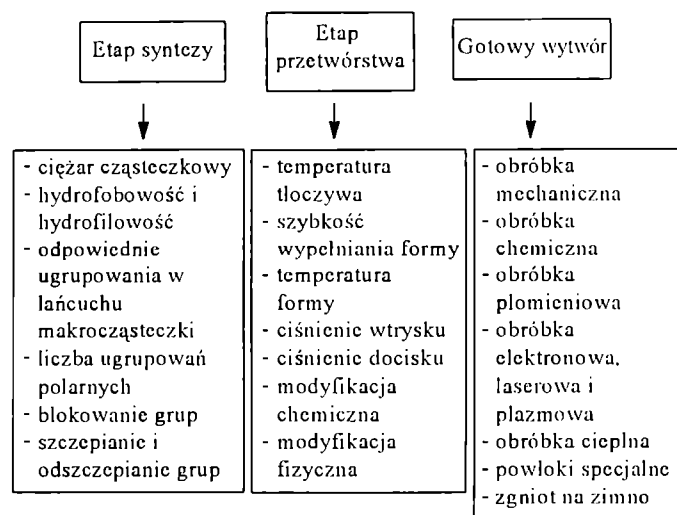 Etap syntezy
- ciężar cząsteczkowy
- hydrofobowość i
hydrofilowość
- odpowiednie
ugrupowania w
łańcuchu
makrocząsteczki
- liczba ugrupowań
polarnych
- blokowanie grup
- szczepianie i
odszczepianie grup
Etap
przetwórstwa
- temperatura
tłoczywa
- szybkość
wypełniania formy
- temperatura
formy
- ciśnienie wtrysku
- ciśnienie docisku
- modyfikacja
chemiczna
- modyfikacja
fizyczna
Gotowy wytwór
- obróbka
mechaniczna
- obróbka
chemiczna
- obróbka
płomieniowa
- obróbka
elektronowa,
laserowa i
plazmowa
- obróbka cieplna
- powłoki specjalne
- zgniot na zimno